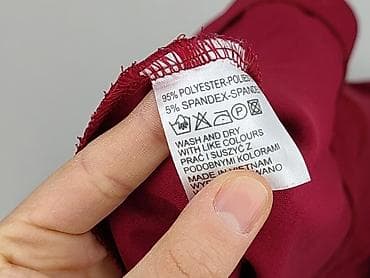 95% POLYESTER-POLIES
5% SPANDEX-SPANDE
WASH AND DRY
WITH LIKE COLOURS
PRAĆ I SUSZYĆ Z
PODOBNYMI KOLORAMI
MADE IN VIETNAM